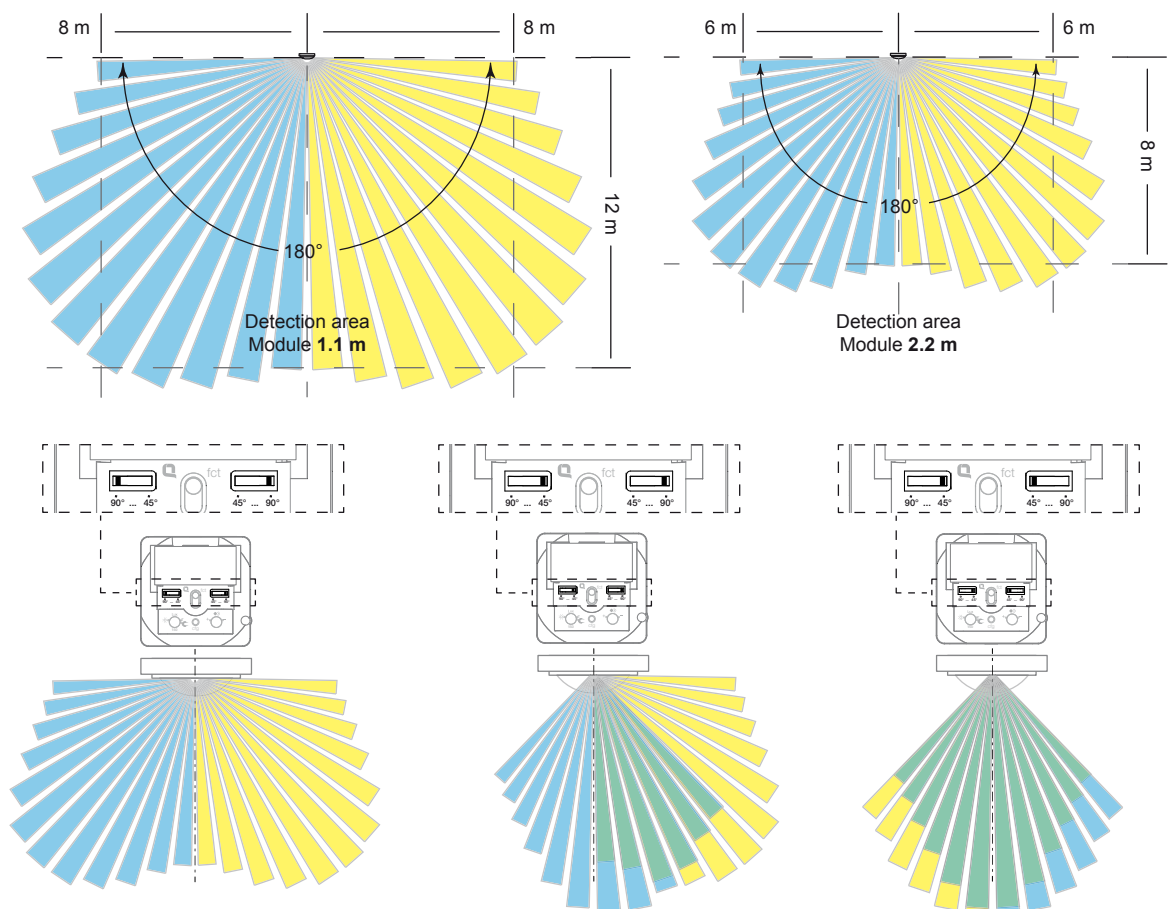 8 m 8 m
12 m
180°
Detection area
Module 1.1 m
6 m 6 m
8 m
180°
Detection area
Module 2.2 m
fct
90° ... 45° 45° ... 90°
fct
90° ... 45° 45° ... 90°
fct
90° ... 45° 45° ... 90°